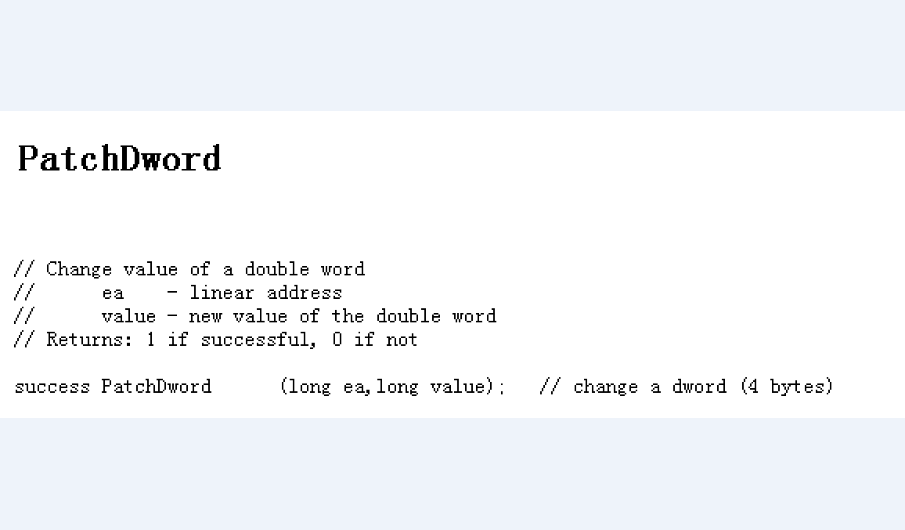 PatchDword
// Change value of a double word
//      ea    - linear address
//      value - new value of the double word
// Returns: 1 if successful, 0 if not
success PatchDword      (long ea,long value);   // change a dword (4 bytes)